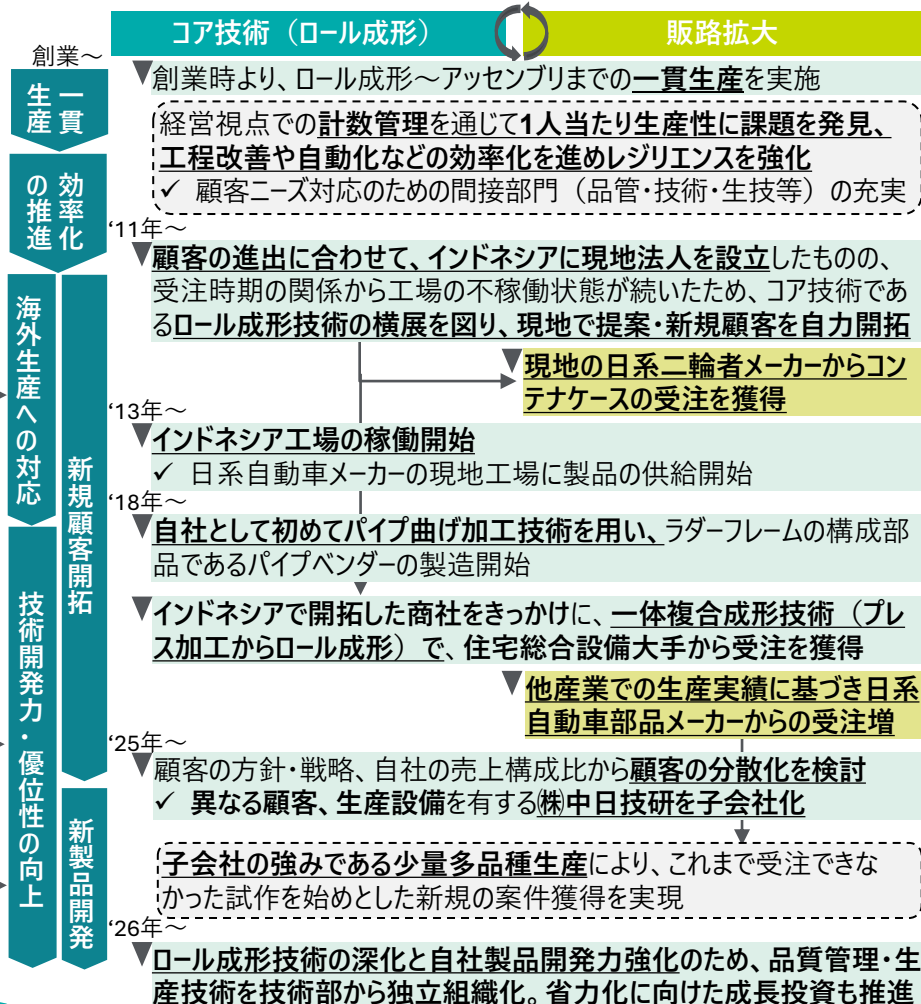 コア技術（ロール成形）
販路拡大
創業～
一貫
生産
▼創業時より、ロール成形～アッセンブリまでの一貫生産を実施
経営視点での計数管理を通じて1人当たり生産性に課題を発見、
工程改善や自動化などの効率化を進めレジリエンスを強化
✓ 顧客ニーズ対応のための間接部門（品管・技術・生技等）の充実
効率化
の推進
‘11年～
▼顧客の進出に合わせて、インドネシアに現地法人を設立したものの、
受注時期の関係から工場の不稼働状態が続いたため、コア技術であ
るロール成形技術の横展を図り、現地で提案・新規顧客を自力開拓
海外生産への対応
▼現地の日系二輪者メーカーからコン
テナケースの受注を獲得
‘13年～
▼インドネシア工場の稼働開始
✓ 日系自動車メーカーの現地工場に製品の供給開始
新規顧客開拓
‘18年～
▼自社として初めてパイプ曲げ加工技術を用い、ラダーフレームの構成部
品であるパイプベンダーの製造開始
技術開発力・優位性の向上
▼インドネシアで開拓した商社をきっかけに、一体複合成形技術（プレ
ス加工からロール成形）で、住宅総合設備大手から受注を獲得
▼他産業での生産実績に基づき日系
自動車部品メーカーからの受注増
‘25年～
▼顧客の方針・戦略、自社の売上構成比から顧客の分散化を検討
✓ 異なる顧客、生産設備を有する㈱中日技研を子会社化
新製品開発
子会社の強みである少量多品種生産により、これまで受注できな
かった試作を始めとした新規の案件獲得を実現
‘26年～
▼ロール成形技術の深化と自社製品開発力強化のため、品質管理・生
産技術を技術部から独立組織化。省力化に向けた成長投資も推進